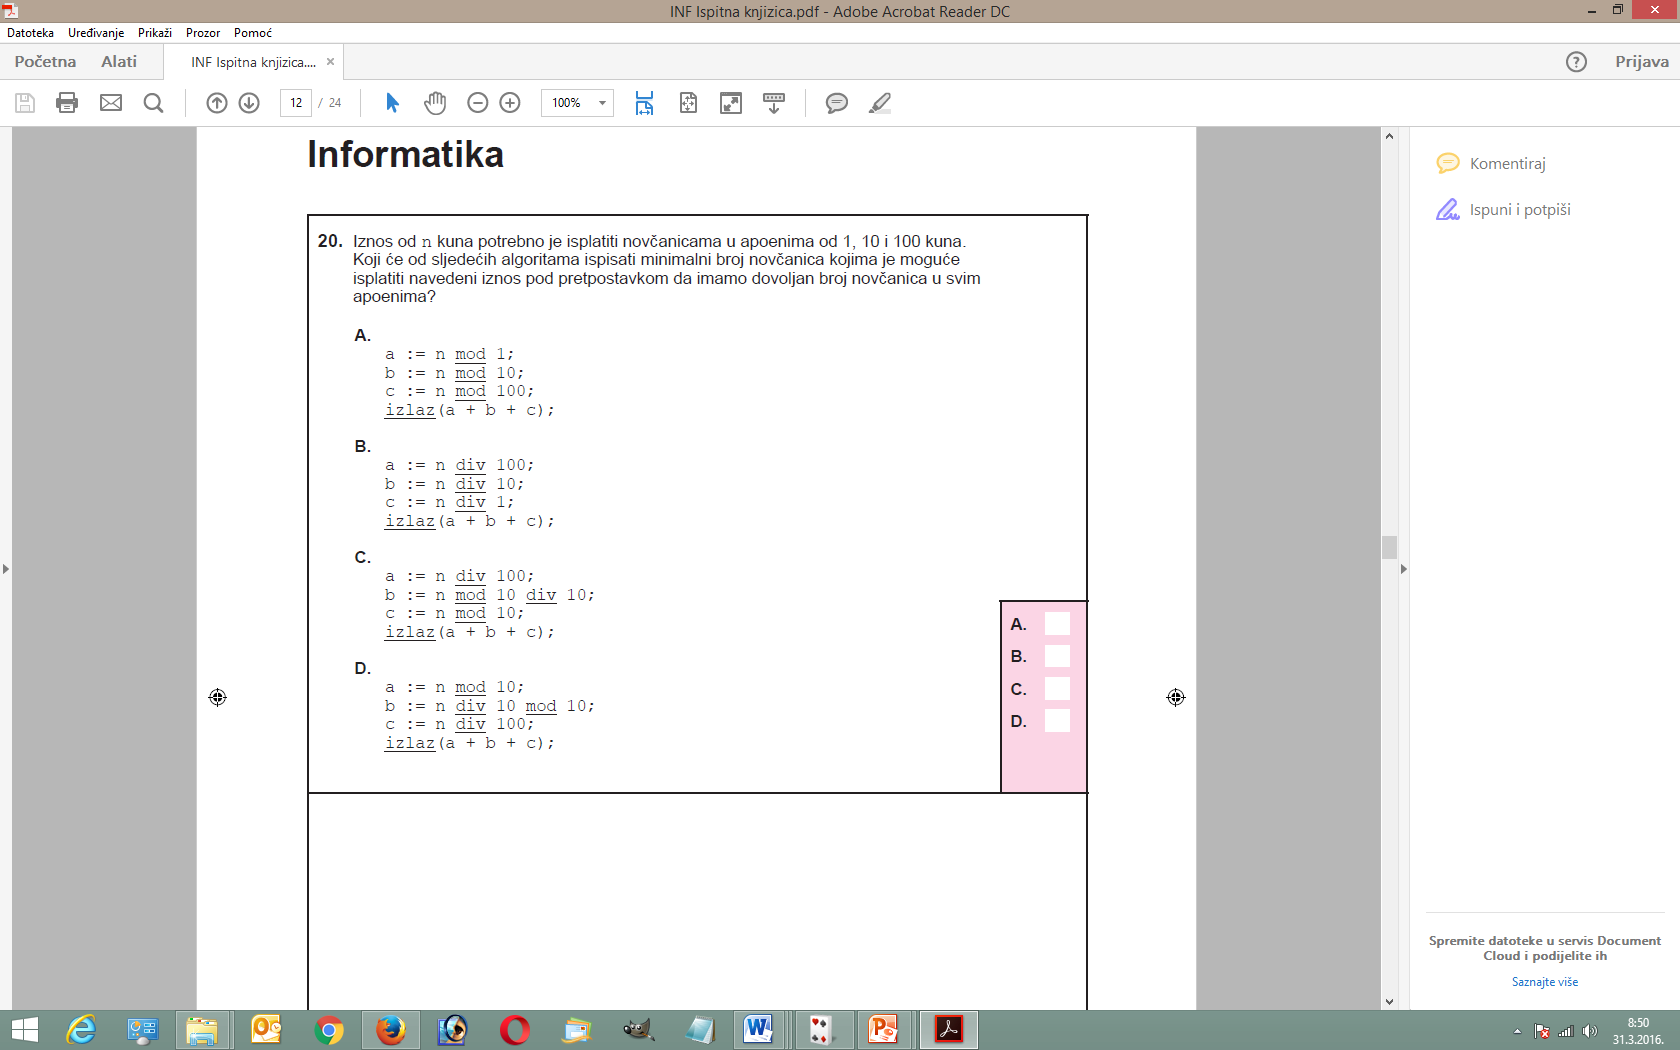 INF Ispitna knjizica.pdf - Adobe Acrobat Reader DC
Datoteka Uređivanje Prikaži Prozor Pomoć
Početna Alati INF Ispitna knjizica.... × ? Prijava
12 / 24 100%
Komentiraj
Ispuni i potpiši
Informatika
20. Iznos od n kuna potrebno je isplatiti novčanicama u apoenima od 1, 10 i 100 kuna.
Koji će od sljedećih algoritama ispisati minimalni broj novčanica kojima je moguće
isplatiti navedeni iznos pod pretpostavkom da imamo dovoljan broj novčanica u svim
apoenima?
A.
a := n mod 1;
b := n mod 10;
c := n mod 100;
izlaz(a + b + c);
B.
a := n div 100;
b := n div 10;
c := n div 1;
izlaz(a + b + c);
C.
a := n div 100;
b := n mod 10 div 10;
c := n mod 10;
izlaz(a + b + c);
D.
a := n mod 10;
b := n div 10 mod 10;
c := n div 100;
izlaz(a + b + c);
A.
B.
C.
D.
Spremite datoteke u servis Document
Cloud i podijelite ih
Saznajte više
8:50
31.3.2016.